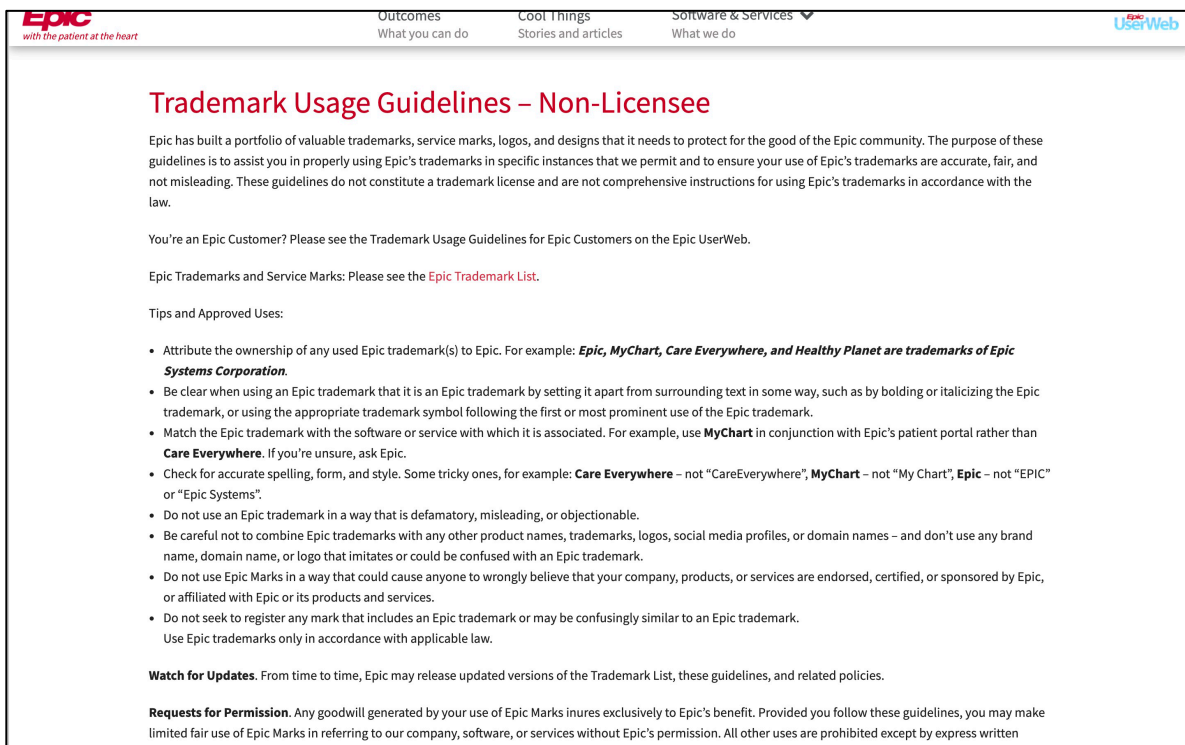 Epic
with the patient at the heart
Outcomes
What you can do
Cool Things
Stories and articles
Software & Services
What we do
Epic
UserWeb
Trademark Usage Guidelines – Non-Licensee
Epic has built a portfolio of valuable trademarks, service marks, logos, and designs that it needs to protect for the good of the Epic community. The purpose of these
guidelines is to assist you in properly using Epic's trademarks in specific instances that we permit and to ensure your use of Epic's trademarks are accurate, fair, and
not misleading. These guidelines do not constitute a trademark license and are not comprehensive instructions for using Epic's trademarks in accordance with the
law.
You're an Epic Customer? Please see the Trademark Usage Guidelines for Epic Customers on the Epic UserWeb.
Epic Trademarks and Service Marks: Please see the Epic Trademark List.
Tips and Approved Uses:
• Attribute the ownership of any used Epic trademark(s) to Epic. For example: Epic, MyChart, Care Everywhere, and Healthy Planet are trademarks of Epic
Systems Corporation.
• Be clear when using an Epic trademark that it is an Epic trademark by setting it apart from surrounding text in some way, such as by bolding or italicizing the Epic
trademark, or using the appropriate trademark symbol following the first or most prominent use of the Epic trademark.
• Match the Epic trademark with the software or service with which it is associated. For example, use MyChart in conjunction with Epic's patient portal rather than
Care Everywhere. If you're unsure, ask Epic.
• Check for accurate spelling, form, and style. Some tricky ones, for example: Care Everywhere – not “CareEverywhere”, MyChart – not “My Chart”, Epic – not “EPIC”
or “Epic Systems”.
• Do not use an Epic trademark in a way that is defamatory, misleading, or objectionable.
• Be careful not to combine Epic trademarks with any other product names, trademarks, logos, social media profiles, or domain names – and don't use any brand
name, domain name, or logo that imitates or could be confused with an Epic trademark.
• Do not use Epic Marks in a way that could cause anyone to wrongly believe that your company, products, or services are endorsed, certified, or sponsored by Epic,
or affiliated with Epic or its products and services.
• Do not seek to register any mark that includes an Epic trademark or may be confusingly similar to an Epic trademark.
Use Epic trademarks only in accordance with applicable law.
Watch for Updates. From time to time, Epic may release updated versions of the Trademark List, these guidelines, and related policies.
Requests for Permission. Any goodwill generated by your use of Epic Marks inures exclusively to Epic's benefit. Provided you follow these guidelines, you may make
limited fair use of Epic Marks in referring to our company, software, or services without Epic's permission. All other uses are prohibited except by express written